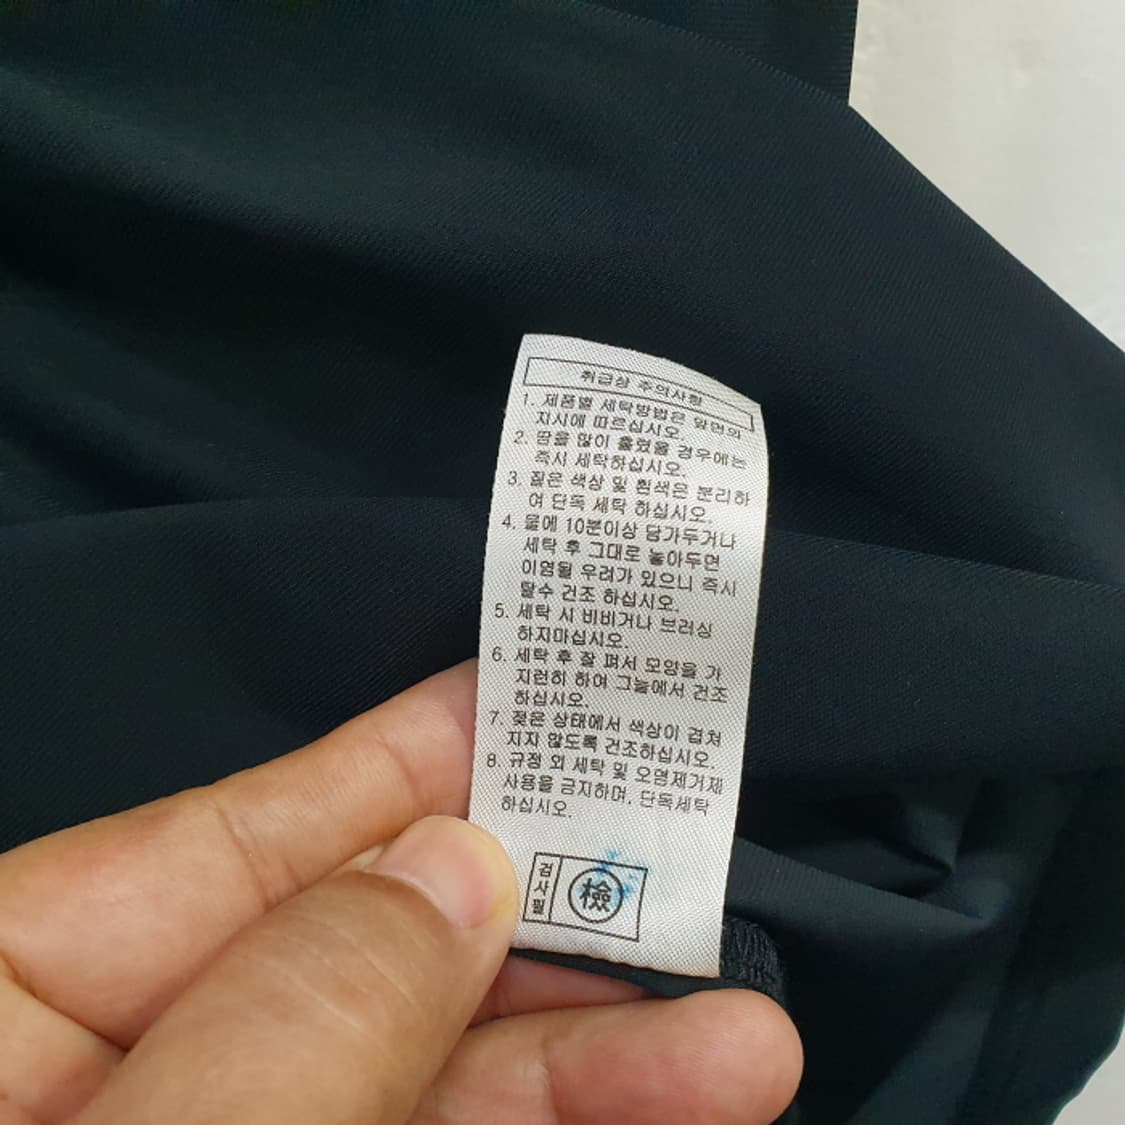 취급상 주의사항
1. 제품별 세탁방법은 앞면의
지시에 따르십시오.
2. 땀을 많이 흘렸을 경우에는
즉시 세탁하십시오.
3. 짙은 색상 및 흰색은 분리하
여 단독 세탁 하십시오.
4. 물에 10분이상 담가두거나
세탁 후 그대로 놓아두면
이염될 우려가 있으니 즉시
탈수 건조 하십시오.
5. 세탁 시 비비거나 브러싱
하지마십시오.
6. 세탁 후 잘 펴서 모양을 가
지런히 하여 그늘에서 건조
하십시오.
7. 젖은 상태에서 색상이 겹쳐
지지 않도록 건조하십시오.
8. 규정 외 세탁 및 오염제거제
사용을 금지하며, 단독세탁
하십시오.
검사필
檢